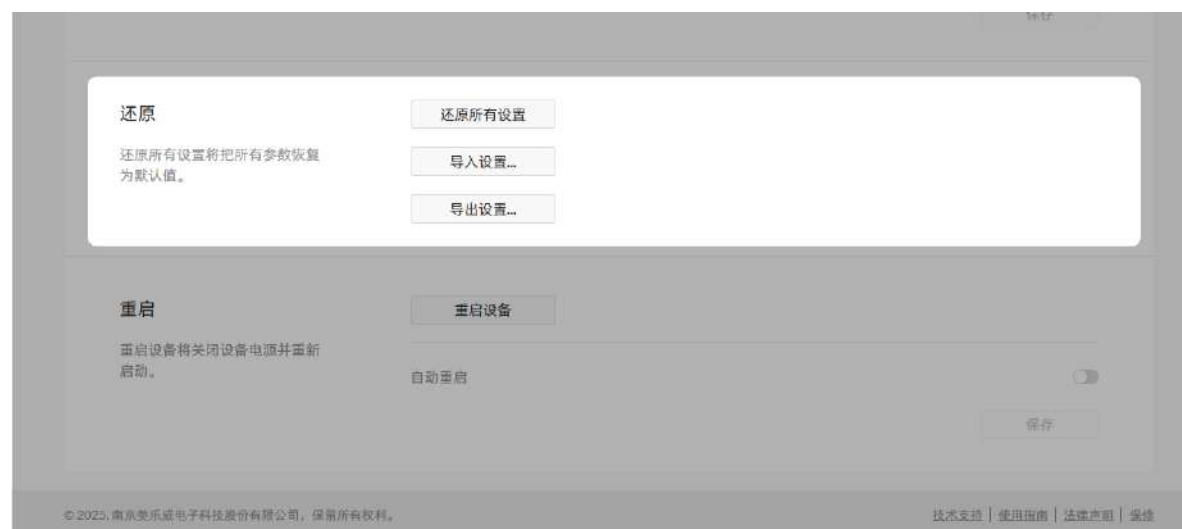 保存
还原
还原所有设置
还原所有设置将把所有参数恢复
为默认值。
导入设置...
导出设置...
重启
重启设备
重启设备将关闭设备电源并重新
启动。
自动重启
保存
© 2025, 南京美乐威电子科技股份有限公司, 保留所有权利。
技术支持 | 使用指南 | 法律声明 | 保修